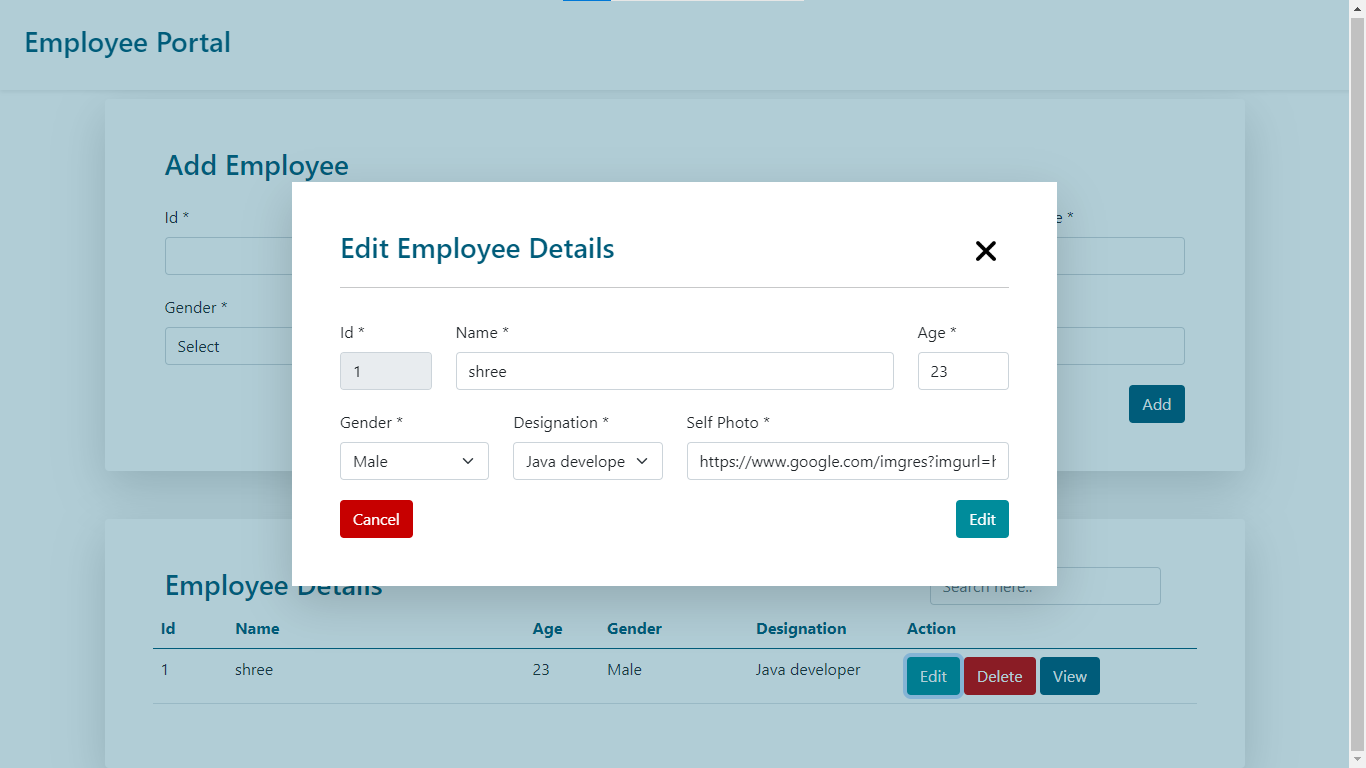 Employee Portal
Add Employee
Id *
Gender *
Select
Add
Edit Employee Details
Id * Name * Age *
1 shree 23
Gender * Designation * Self Photo *
Male Java develope https://www.google.com/imgres?imgurl=h
Cancel Edit
Employee Details Search here..
Id Name Age Gender Designation Action
1 shree 23 Male Java developer Edit Delete View